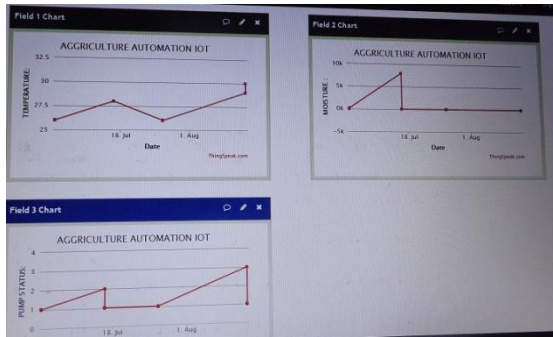 Field 1 Chart
AGGRICULTURE AUTOMATION IOT
TEMPERATURE:
32.5
30
27.5
25
18. Jul
1. Aug
Date
ThingSpeak.com
Field 2 Chart
AGGRICULTURE AUTOMATION IOT
MOISTURE :
10k
5k
0k
-5k
18. Jul
1. Aug
Date
ThingSpeak.com
Field 3 Chart
AGGRICULTURE AUTOMATION IOT
PUMP STATUS:
4
3
2
1
0
18. Jul
1. Aug